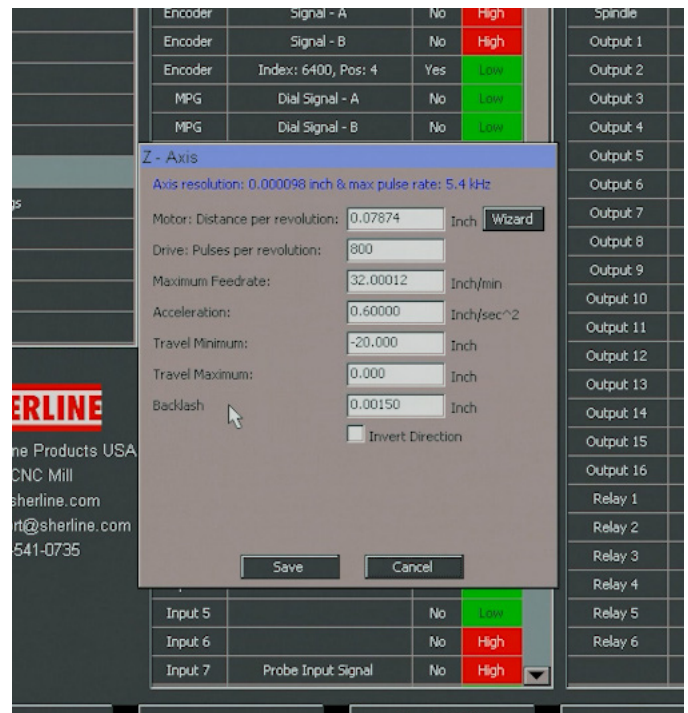 Encoder Signal - A No High
Encoder Signal - B No High
Encoder Index: 6400, Pos: 4 Yes Low
MPG Dial Signal - A No Low
MPG Dial Signal - B No Low
Z - Axis
Axis resolution: 0.000098 inch & max pulse rate: 5.4 kHz
Motor: Distance per revolution: 0.07874 Inch Wizard
Drive: Pulses per revolution: 800
Maximum Feedrate: 32.00012 Inch/min
Acceleration: 0.60000 Inch/sec^2
Travel Minimum: -20.000 Inch
Travel Maximum: 0.000 Inch
Backlash 0.00150 Inch
Invert Direction
Save Cancel
Input 5 No Low
Input 6 No High
Input 7 Probe Input Signal No High
Spindle
Output 1
Output 2
Output 3
Output 4
Output 5
Output 6
Output 7
Output 8
Output 9
Output 10
Output 11
Output 12
Output 13
Output 14
Output 15
Output 16
Relay 1
Relay 2
Relay 3
Relay 4
Relay 5
Relay 6
ERLINE
ne Products USA
CNC Mill
sherline.com
rt@sherline.com
-541-0735